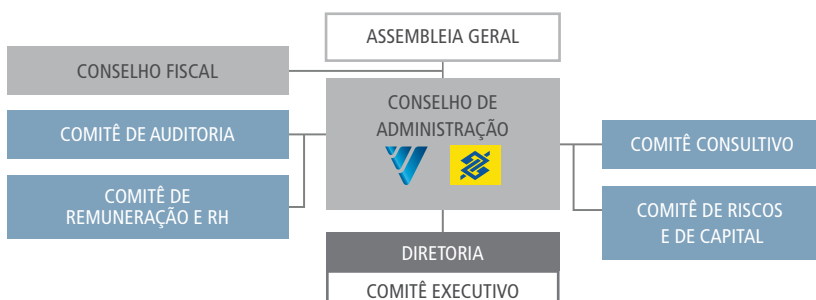 ASSEMBLEIA GERAL
CONSELHO FISCAL
CONSELHO DE
ADMINISTRAÇÃO
COMITÊ DE AUDITORIA
COMITÊ DE
REMUNERAÇÃO E RH
COMITÊ CONSULTIVO
COMITÊ DE RISCOS
E DE CAPITAL
DIRETORIA
COMITÊ EXECUTIVO